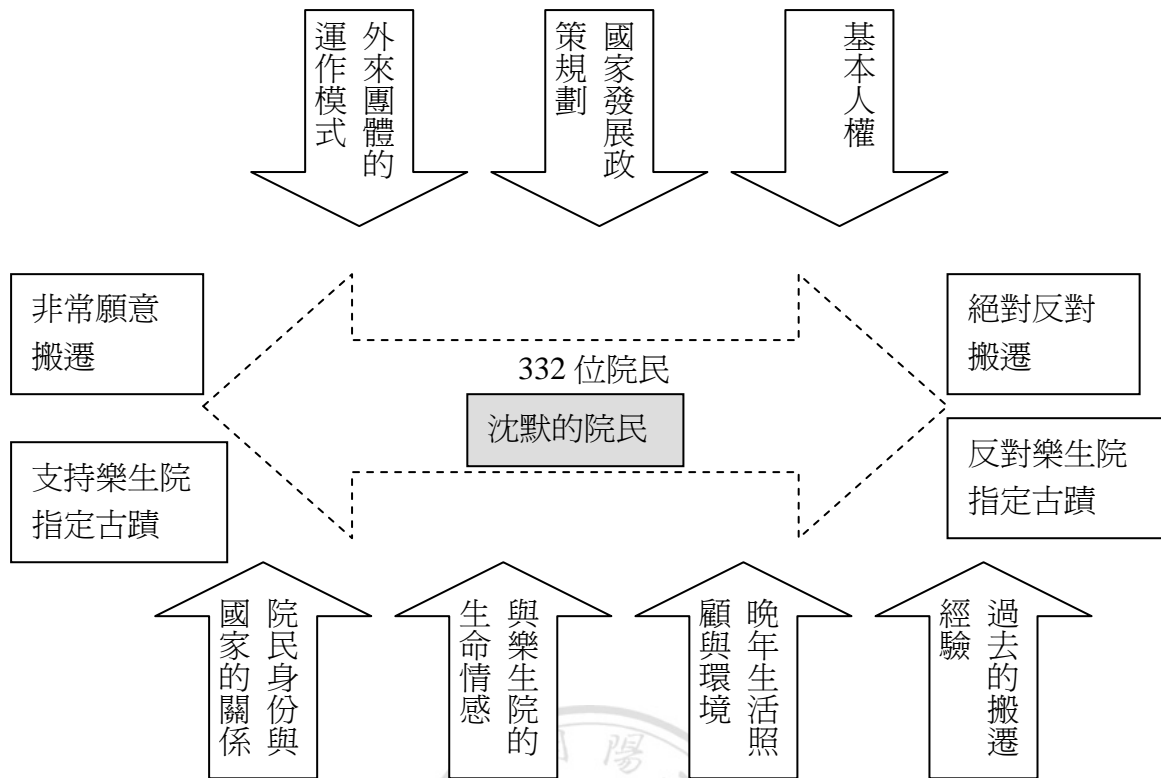 外來團體的
運作模式
國家發展政
策規劃
基本人權
非常願意
搬遷
絕對反對
搬遷
332 位院民
沈默的院民
支持樂生院
指定古蹟
反對樂生院
指定古蹟
院民身份與
國家的關係
與樂生院的
生命情感
晚年生活照
顧與環境
過去的搬遷
經驗
陽